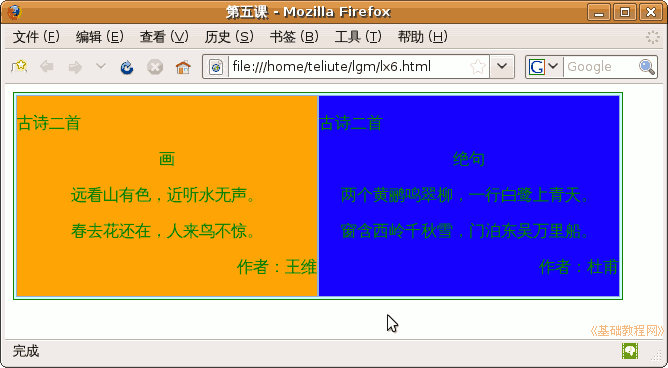 第五课 - Mozilla Firefox
文件 (F) 编辑 (E) 查看 (V) 历史 (S) 书签 (B) 工具 (T) 帮助 (H)
file:///home/teliute/lgm/lx6.html
G Google
古诗二首
画
远看山有色，近听水无声。
春去花还在，人来鸟不惊。
作者：王维
古诗二首
绝句
两个黄鹂鸣翠柳，一行白鹭上青天。
窗含西岭千秋雪，门泊东吴万里船。
作者：杜甫
《基础教程网》
完成